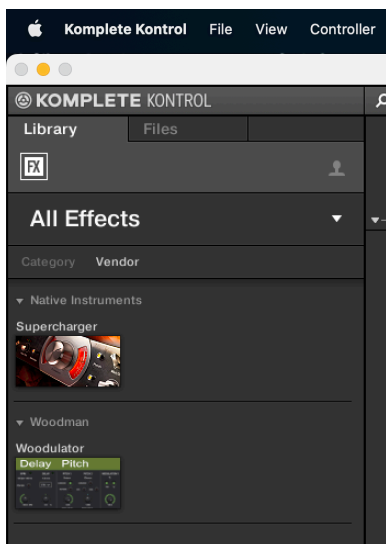 Komplete Kontrol File View Controller
KOMPLETE KONTROL
Library Files
FX
All Effects
Category Vendor
Native Instruments
Supercharger
Woodman
Woodulator
Delay Pitch